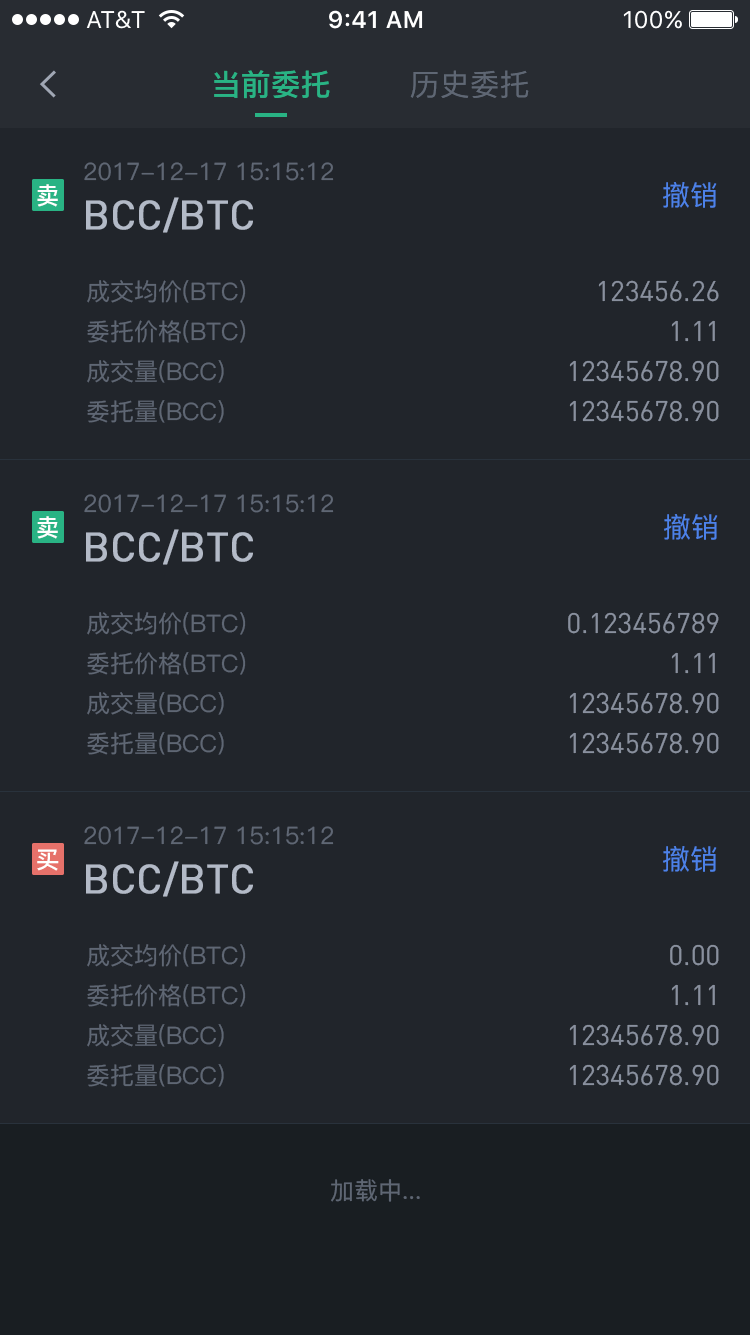 AT&T 9:41 AM 100%
当前委托 历史委托
2017-12-17 15:15:12
卖 BCC/BTC 撤销
成交均价(BTC) 123456.26
委托价格(BTC) 1.11
成交量(BCC) 12345678.90
委托量(BCC) 12345678.90
2017-12-17 15:15:12
卖 BCC/BTC 撤销
成交均价(BTC) 0.123456789
委托价格(BTC) 1.11
成交量(BCC) 12345678.90
委托量(BCC) 12345678.90
2017-12-17 15:15:12
买 BCC/BTC 撤销
成交均价(BTC) 0.00
委托价格(BTC) 1.11
成交量(BCC) 12345678.90
委托量(BCC) 12345678.90
加载中...